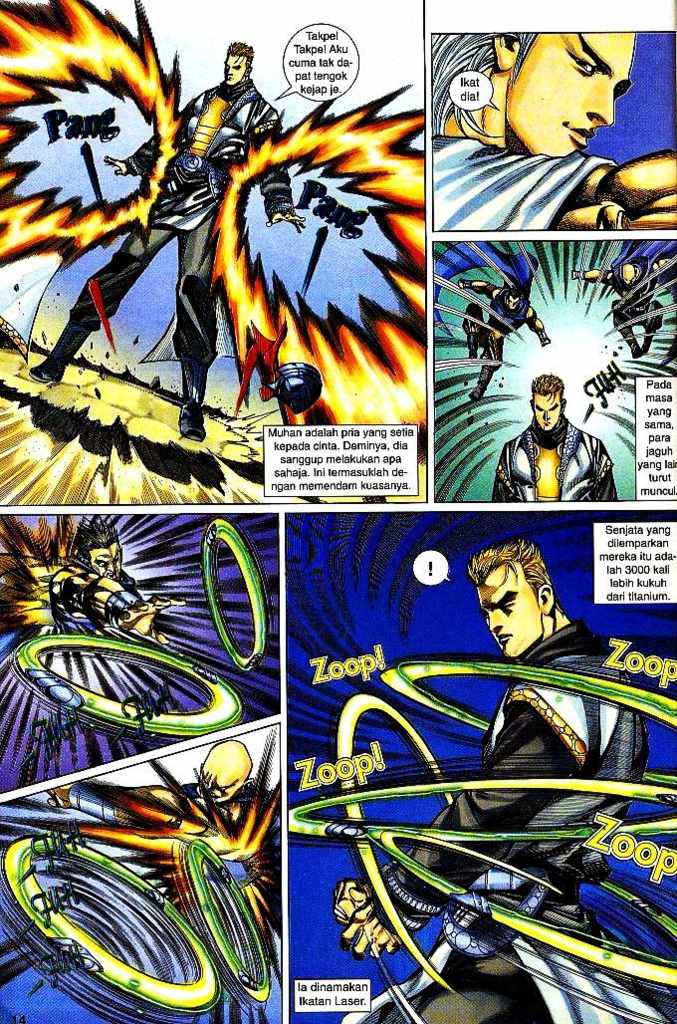 Takpe!
Takpe! Aku
cuma tak da-
pat tengok
kejap je.
Pang
Pang
Muhan adalah pria yang setia
kepada cinta. Deminya, dia
sanggup melakukan apa
sahaja. Ini termasuklah de-
ngan memendam kuasanya.
Ikat
dia!
Pada
masa
yang
sama,
para
jaguh
yang lain
turut
muncul.
Senjata yang
dilemparkan
mereka itu ada-
lah 3000 kali
lebih kukuh
dari titanium.
!
Zoop!
Zoop!
Zoop!
Zoop!
Ia dinamakan
Ikatan Laser.
14